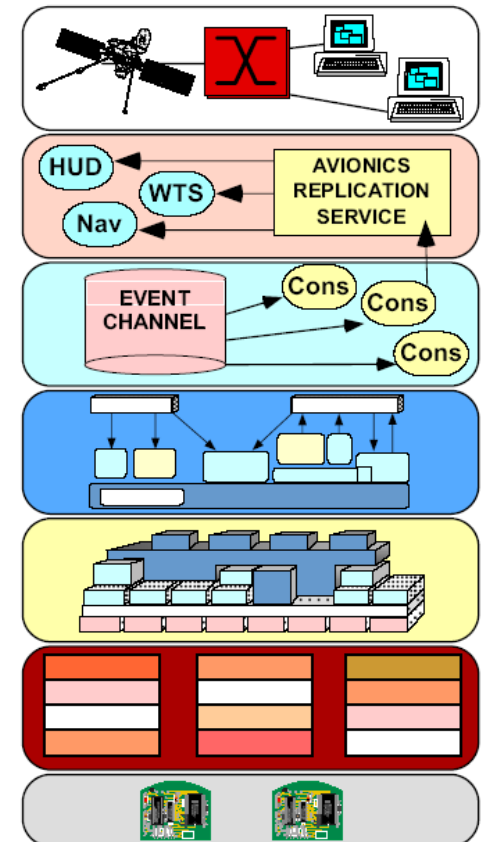 HUD
WTS
Nav
AVIONICS
REPLICATION
SERVICE
EVENT
CHANNEL
Cons
Cons
Cons